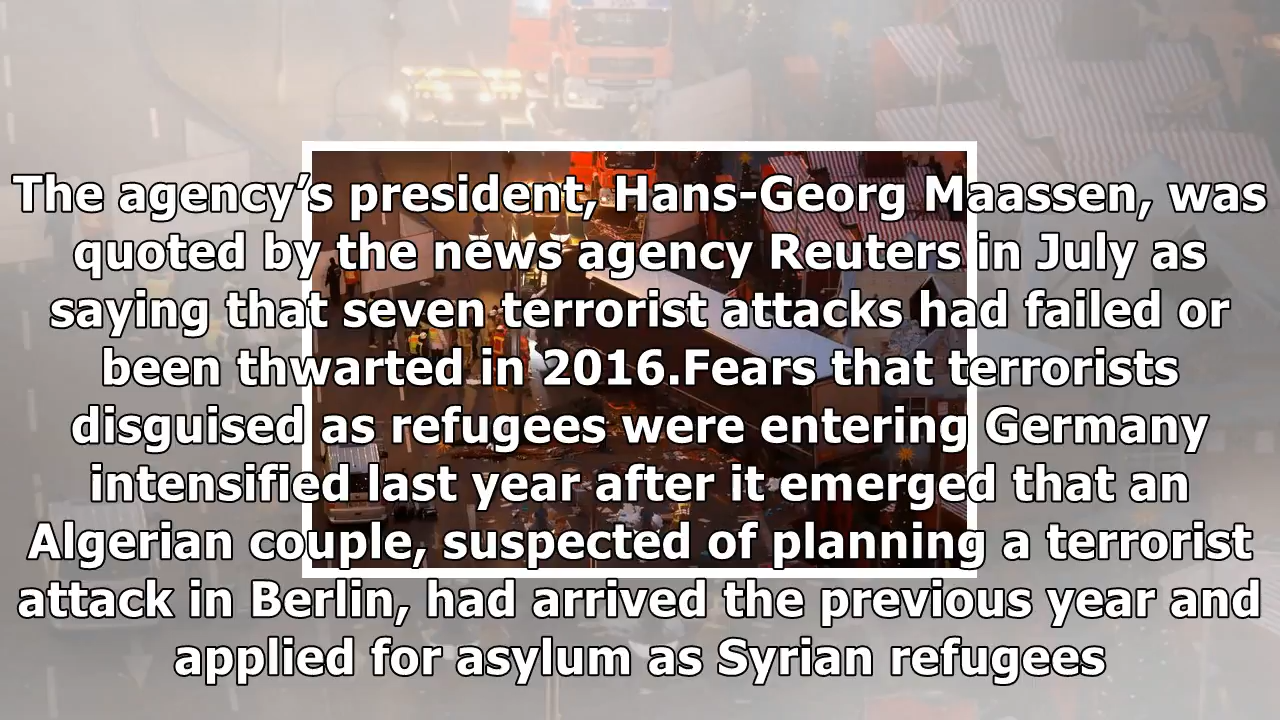 The agency’s president, Hans-Georg Maassen, was
quoted by the news agency Reuters in July as
saying that seven terrorist attacks had failed or
been thwarted in 2016.Fears that terrorists
disguised as refugees were entering Germany
intensified last year after it emerged that an
Algerian couple, suspected of planning a terrorist
attack in Berlin, had arrived the previous year and
applied for asylum as Syrian refugees